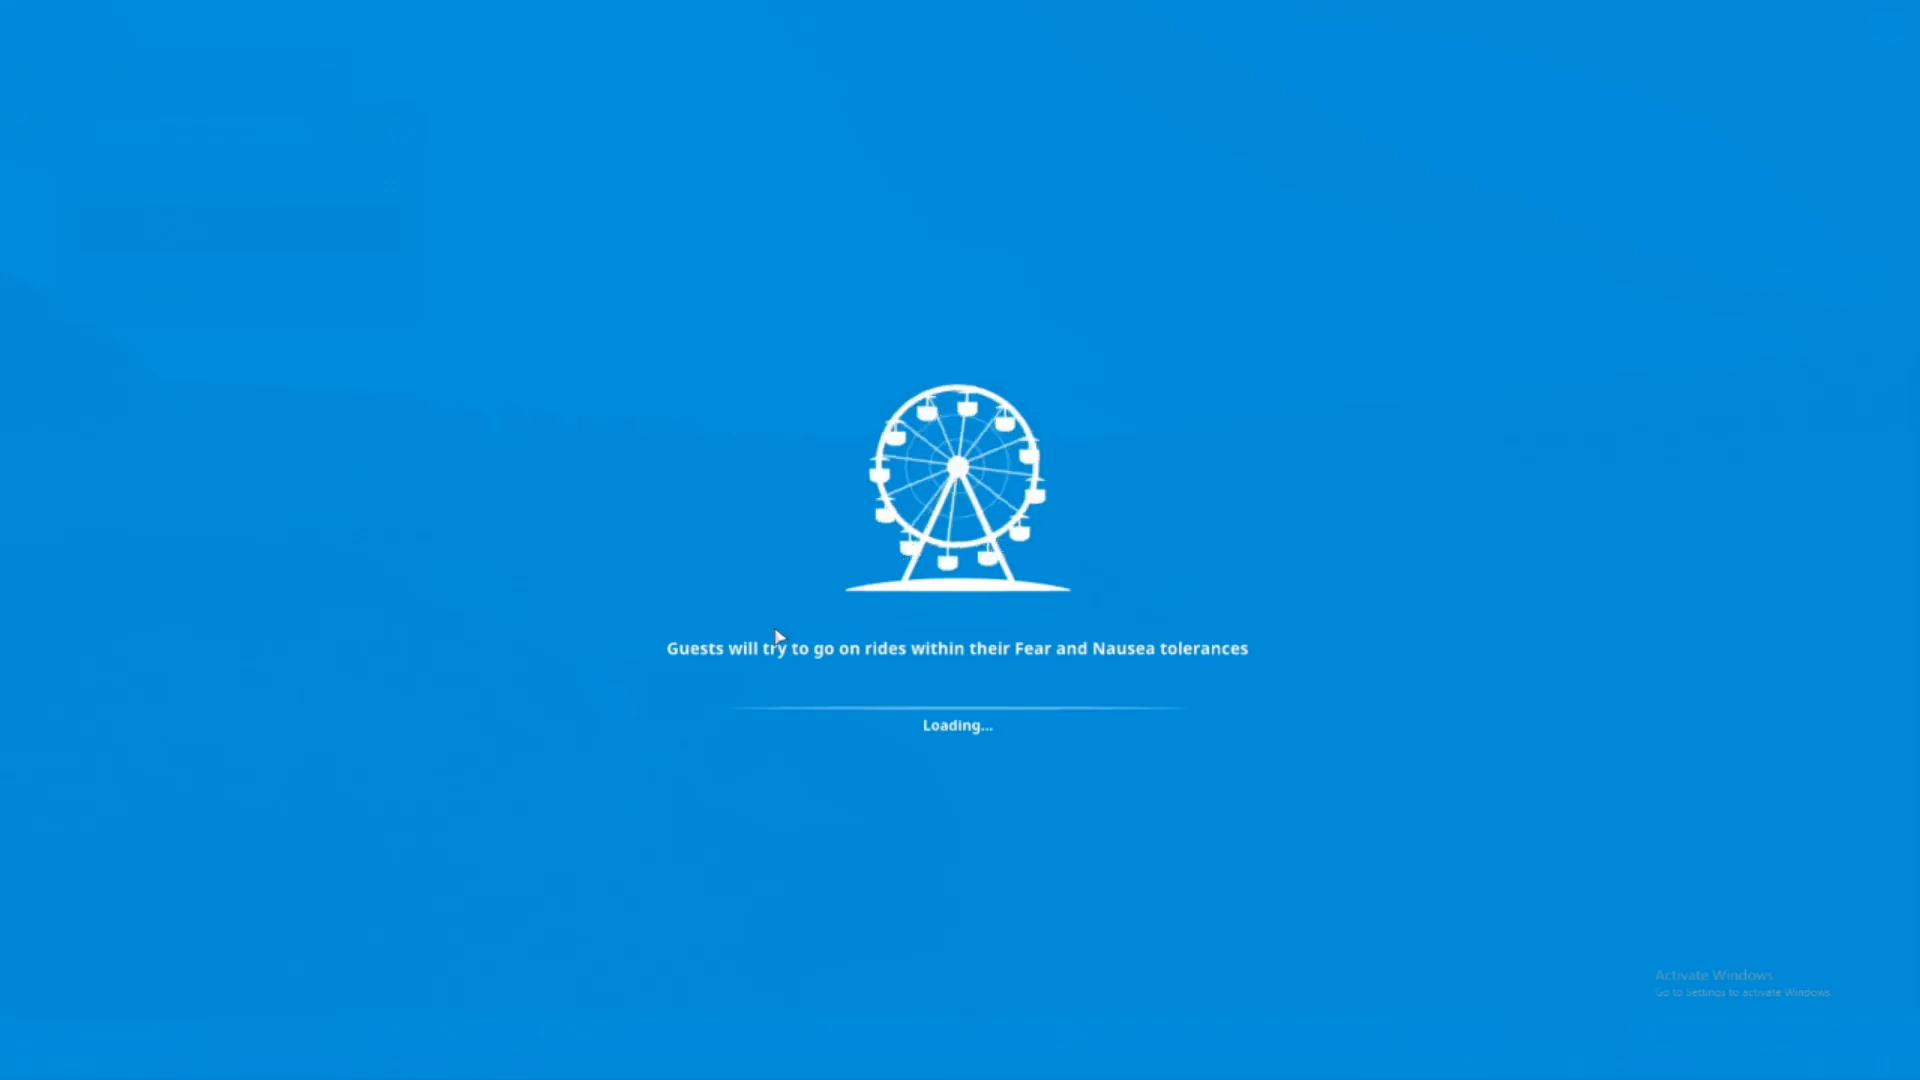 Guests will try to go on rides within their Fear and Nausea tolerances
Loading...
Activate Windows
Go to Settings to activate Windows.